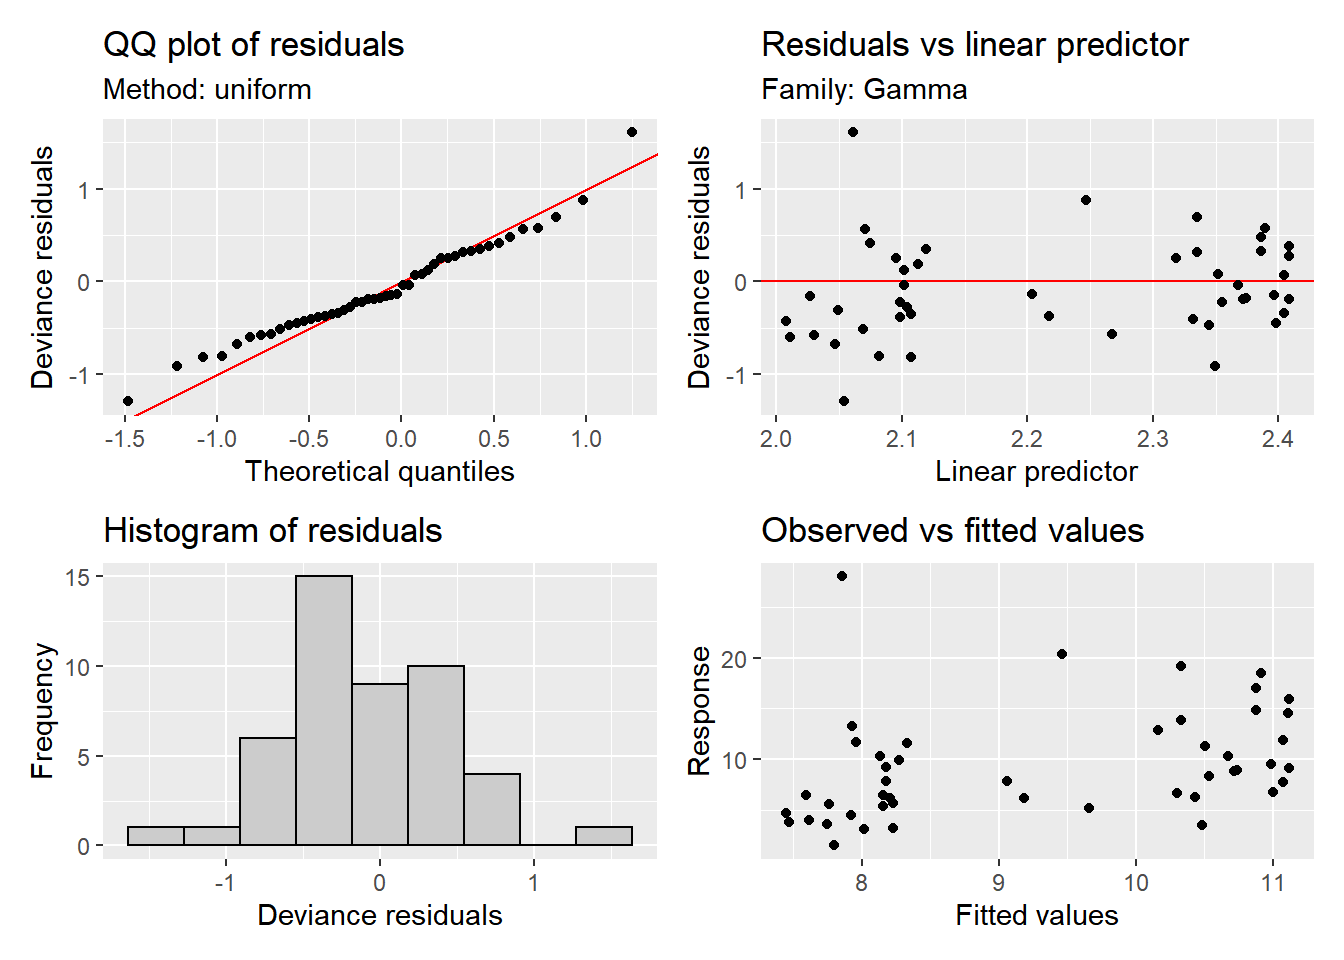 QQ plot of residuals
Method: uniform
Deviance residuals
1
0
-1
-1.5 -1.0 -0.5 0.0 0.5 1.0
Theoretical quantiles
Residuals vs linear predictor
Family: Gamma
Deviance residuals
1
0
-1
2.0 2.1 2.2 2.3 2.4
Linear predictor
Histogram of residuals
Frequency
15
10
5
0
-1 0 1
Deviance residuals
Observed vs fitted values
Response
20
10
8 9 10 11
Fitted values